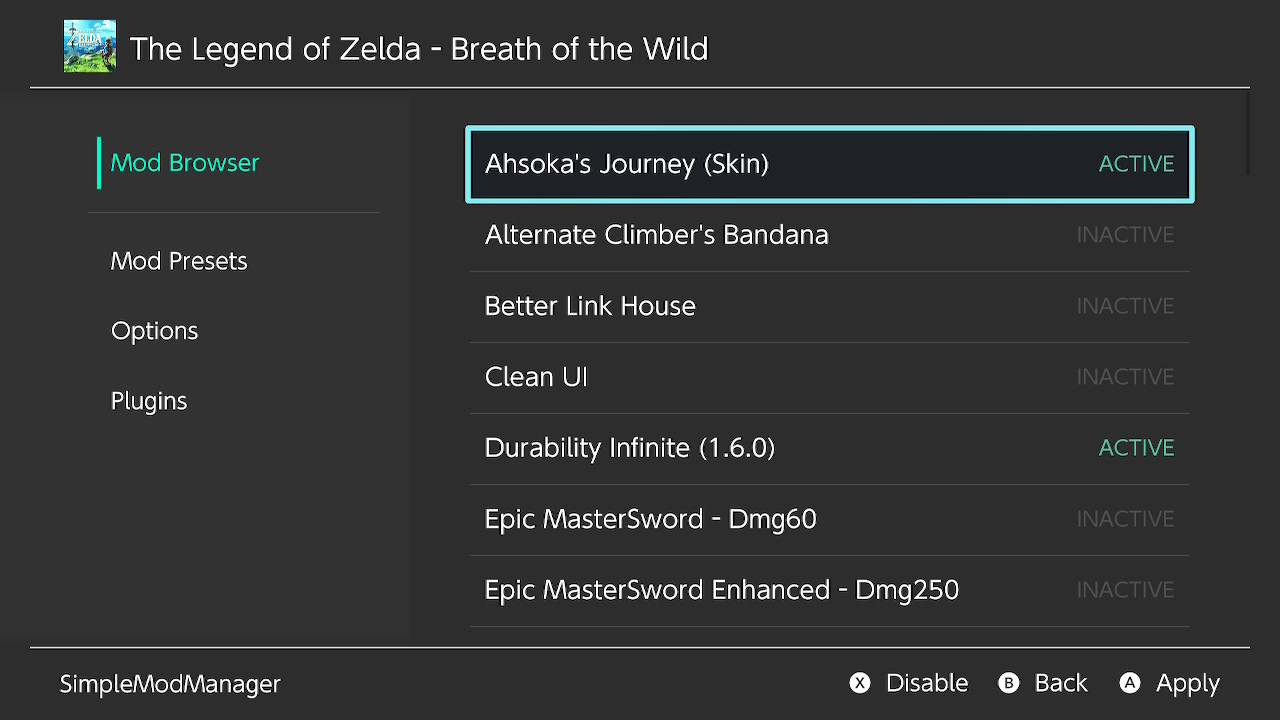 ZELDA
The Legend of Zelda - Breath of the Wild
Mod Browser
Mod Presets
Options
Plugins
Ahsoka's Journey (Skin) ACTIVE
Alternate Climber's Bandana INACTIVE
Better Link House INACTIVE
Clean UI INACTIVE
Durability Infinite (1.6.0) ACTIVE
Epic MasterSword - Dmg60 INACTIVE
Epic MasterSword Enhanced - Dmg250 INACTIVE
SimpleModManager
X Disable B Back A Apply